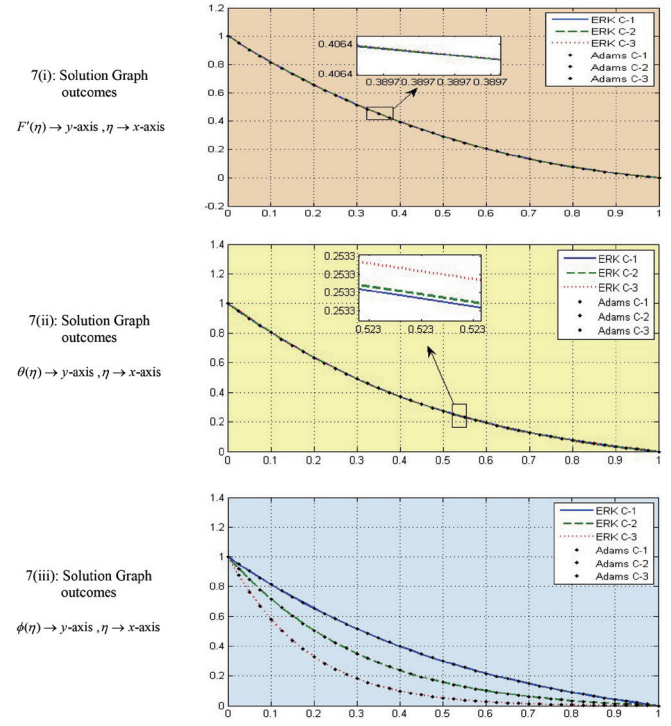 7(i): Solution Graph
outcomes
F′(η) → y-axis , η → x-axis
1.2
1
0.8
0.6
0.4
0.2
0
-0.2
0 0.1 0.2 0.3 0.4 0.5 0.6 0.7 0.8 0.9 1
0.4064
0.4064
0.3897 0.3897 0.3897 0.3897
ERK C-1
ERK C-2
ERK C-3
Adams C-1
Adams C-2
Adams C-3
7(ii): Solution Graph
outcomes
θ(η) → y-axis , η → x-axis
1.4
1.2
1
0.8
0.6
0.4
0.2
0
0 0.1 0.2 0.3 0.4 0.5 0.6 0.7 0.8 0.9 1
0.2533
0.2533
0.2533
0.2533
0.523 0.523 0.523
ERK C-1
ERK C-2
ERK C-3
Adams C-1
Adams C-2
Adams C-3
7(iii): Solution Graph
outcomes
ϕ(η) → y-axis , η → x-axis
1.4
1.2
1
0.8
0.6
0.4
0.2
0
0 0.1 0.2 0.3 0.4 0.5 0.6 0.7 0.8 0.9 1
ERK C-1
ERK C-2
ERK C-3
Adams C-1
Adams C-2
Adams C-3